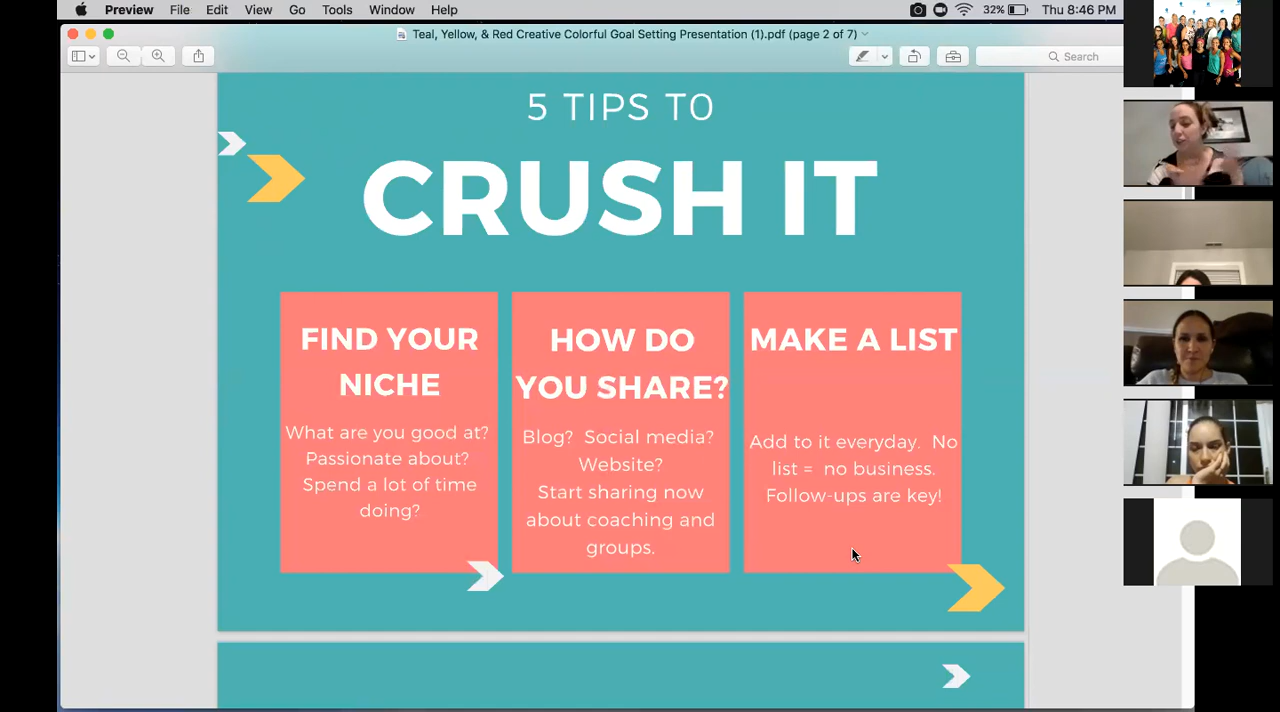 Preview File Edit View Go Tools Window Help 32% Thu 8:46 PM
Teal, Yellow, & Red Creative Colorful Goal Setting Presentation (1).pdf (page 2 of 7)
Search
5 TIPS TO
CRUSH IT
FIND YOUR
NICHE
What are you good at?
Passionate about?
Spend a lot of time
doing?
HOW DO
YOU SHARE?
Blog? Social media?
Website?
Start sharing now
about coaching and
groups.
MAKE A LIST
Add to it everyday. No
list = no business.
Follow-ups are key!